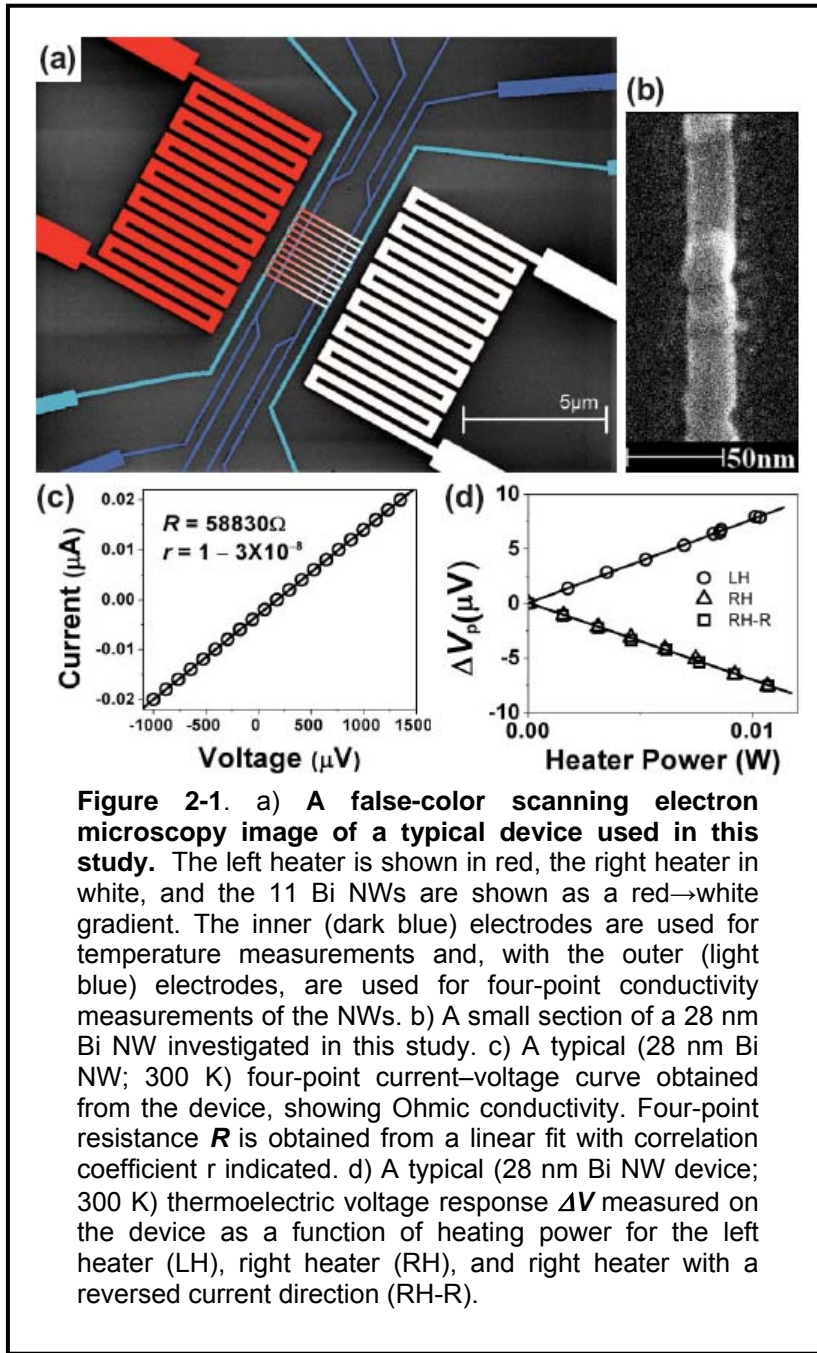 (a)
(b)
5µm
50nm
(c)
(d)
0.02
0.01
0.00
-0.01
-0.02
Current (µA)
R = 58830Ω
r = 1 – 3X10⁻⁸
-1000 -500 0 500 1000 1500
Voltage (µV)
10
5
0
-5
-10
ΔVₚ(µV)
LH
RH
RH-R
0.00 0.01
Heater Power (W)
Figure 2-1. a) A false-color scanning electron
microscopy image of a typical device used in this
study. The left heater is shown in red, the right heater in
white, and the 11 Bi NWs are shown as a red→white
gradient. The inner (dark blue) electrodes are used for
temperature measurements and, with the outer (light
blue) electrodes, are used for four-point conductivity
measurements of the NWs. b) A small section of a 28 nm
Bi NW investigated in this study. c) A typical (28 nm Bi
NW; 300 K) four-point current–voltage curve obtained
from the device, showing Ohmic conductivity. Four-point
resistance R is obtained from a linear fit with correlation
coefficient r indicated. d) A typical (28 nm Bi NW device;
300 K) thermoelectric voltage response ΔV measured on
the device as a function of heating power for the left
heater (LH), right heater (RH), and right heater with a
reversed current direction (RH-R).